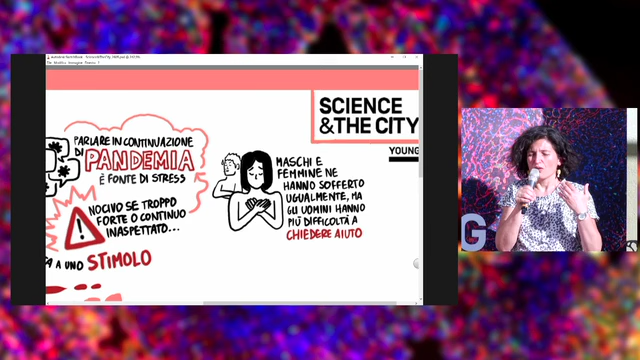 SCIENCE
&THE CITY
YOUNG
PARLARE IN CONTINUAZIONE
DI PANDEMIA
È FONTE DI STRESS
NOCIVO SE TROPPO
FORTE O CONTINUO
INASPETTATO...
A UNO STIMOLO
MASCHI E
FEMMINE NE
HANNO SOFFERTO
UGUALMENTE, MA
GLI UOMINI HANNO
PIÙ DIFFICOLTÀ A
CHIEDERE AIUTO
G